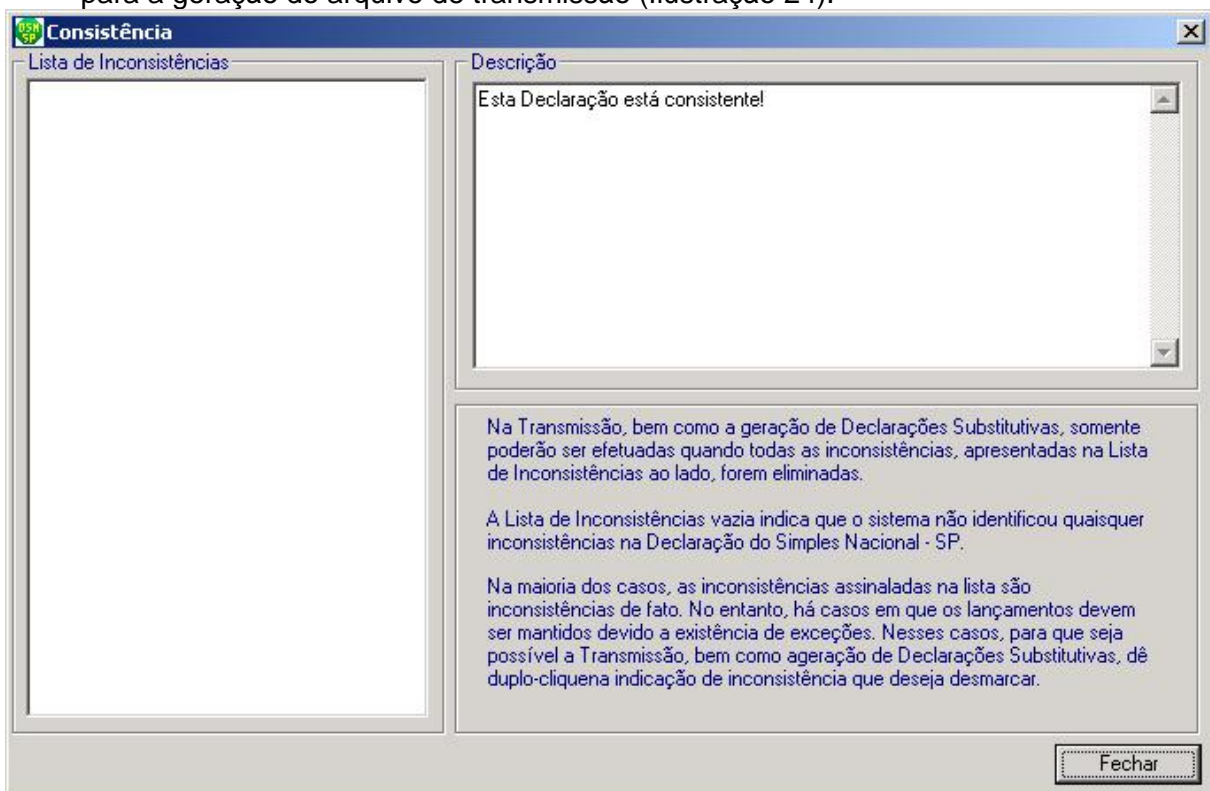 para a geração do arquivo de transmissão (ilustração 24).
DSN
SP
Consistência
Lista de Inconsistências
Descrição
Esta Declaração está consistente!
Na Transmissão, bem como a geração de Declarações Substitutivas, somente
poderão ser efetuadas quando todas as inconsistências, apresentadas na Lista
de Inconsistências ao lado, forem eliminadas.
A Lista de Inconsistências vazia indica que o sistema não identificou quaisquer
inconsistências na Declaração do Simples Nacional - SP.
Na maioria dos casos, as inconsistências assinaladas na lista são
inconsistências de fato. No entanto, há casos em que os lançamentos devem
ser mantidos devido a existência de exceções. Nesses casos, para que seja
possível a Transmissão, bem como ageração de Declarações Substitutivas, dê
duplo-cliquena indicação de inconsistência que deseja desmarcar.
Fechar